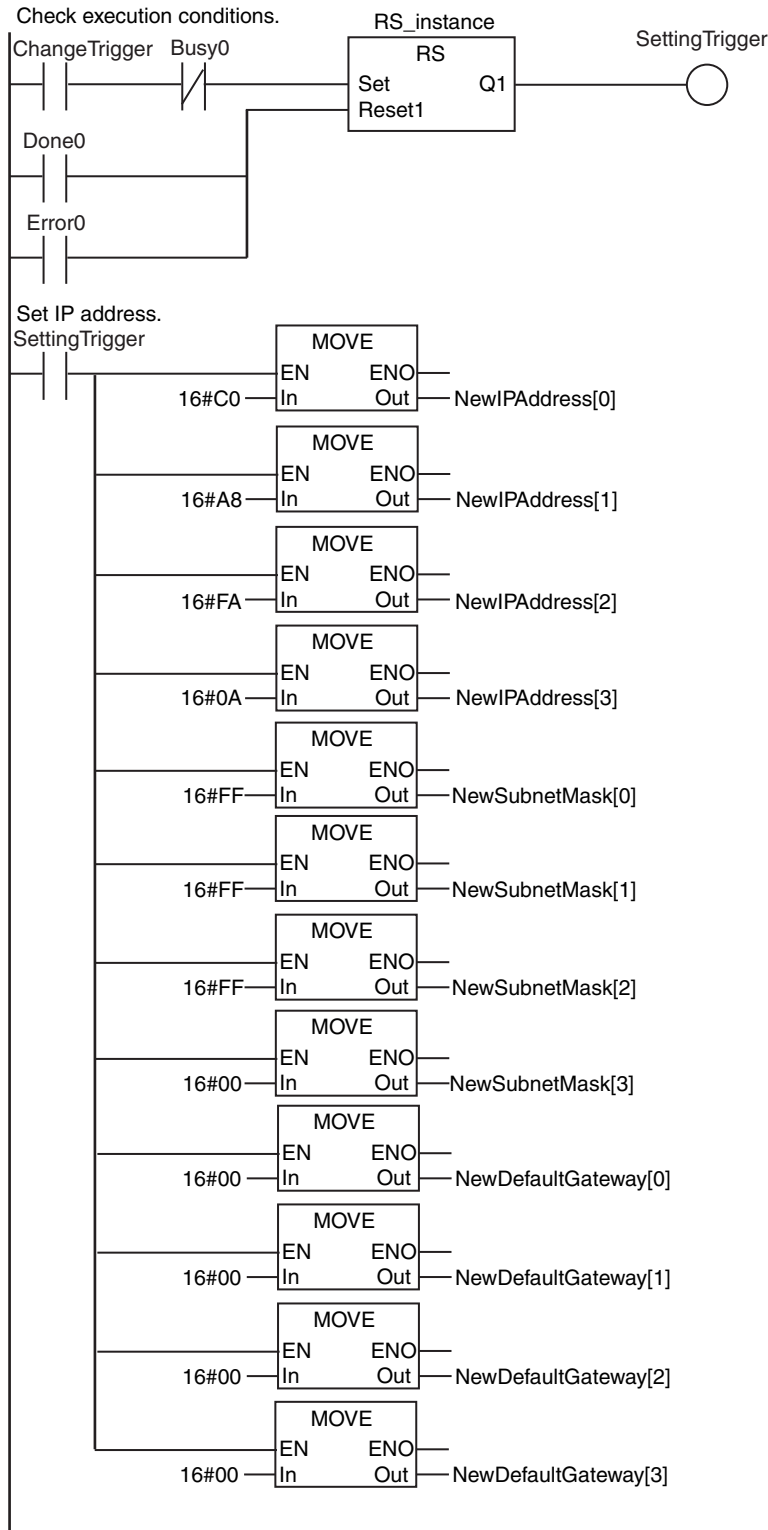 Check execution conditions.
RS_instance
ChangeTrigger Busy0 RS SettingTrigger
Set Q1
Reset1
Done0
Error0
Set IP address.
SettingTrigger
MOVE
EN ENO
16#C0 In Out NewIPAddress[0]
MOVE
EN ENO
16#A8 In Out NewIPAddress[1]
MOVE
EN ENO
16#FA In Out NewIPAddress[2]
MOVE
EN ENO
16#0A In Out NewIPAddress[3]
MOVE
EN ENO
16#FF In Out NewSubnetMask[0]
MOVE
EN ENO
16#FF In Out NewSubnetMask[1]
MOVE
EN ENO
16#FF In Out NewSubnetMask[2]
MOVE
EN ENO
16#00 In Out NewSubnetMask[3]
MOVE
EN ENO
16#00 In Out NewDefaultGateway[0]
MOVE
EN ENO
16#00 In Out NewDefaultGateway[1]
MOVE
EN ENO
16#00 In Out NewDefaultGateway[2]
MOVE
EN ENO
16#00 In Out NewDefaultGateway[3]